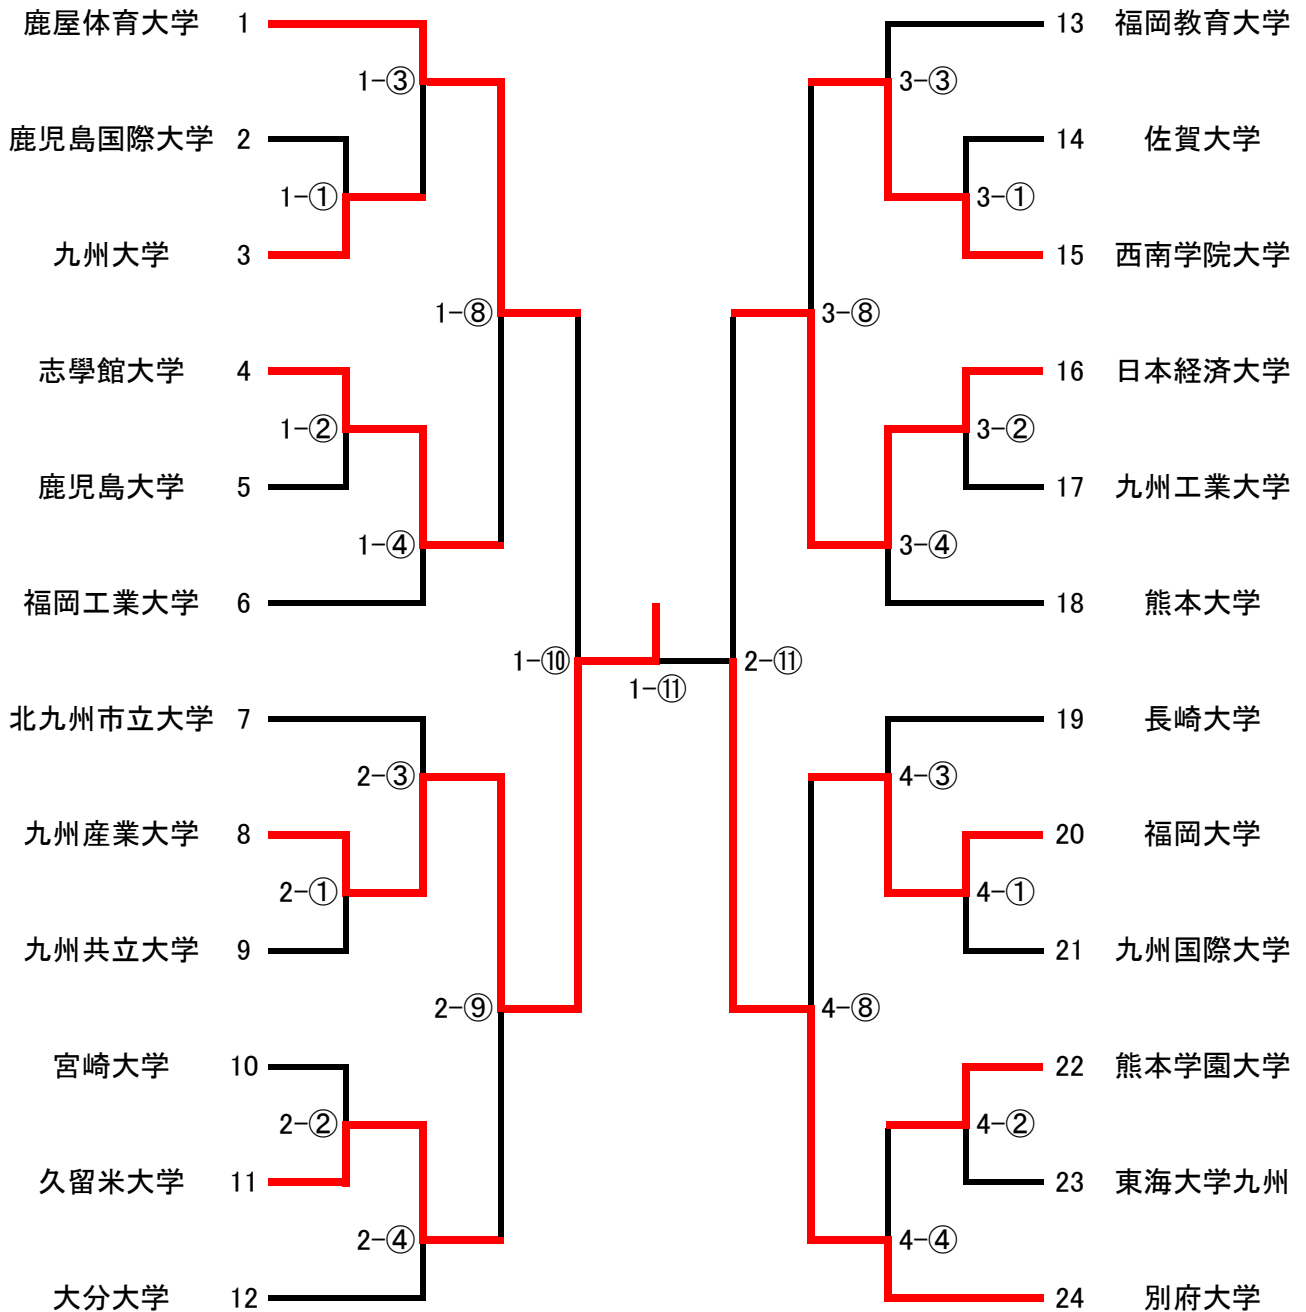 鹿屋体育大学 1
1-③
鹿児島国際大学 2
1-①
九州大学 3
1-⑧
志學館大学 4
1-②
鹿児島大学 5
1-④
福岡工業大学 6
1-⑩
北九州市立大学 7
2-③
九州産業大学 8
2-①
九州共立大学 9
2-⑨
宮崎大学 10
2-②
久留米大学 11
2-④
大分大学 12
1-⑪
13 福岡教育大学
3-③
14 佐賀大学
3-①
15 西南学院大学
3-⑧
16 日本経済大学
3-②
17 九州工業大学
3-④
18 熊本大学
2-⑪
19 長崎大学
4-③
20 福岡大学
4-①
21 九州国際大学
4-⑧
22 熊本学園大学
4-②
23 東海大学九州
4-④
24 別府大学